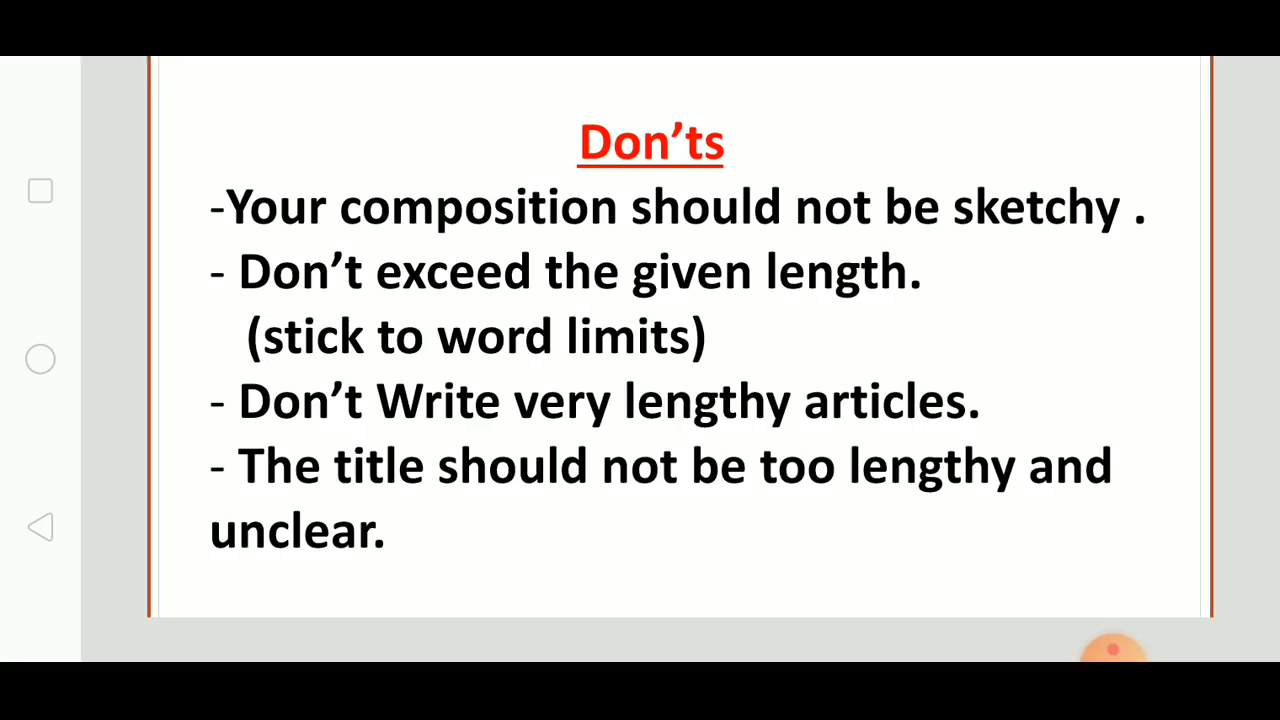 Don’ts
-Your composition should not be sketchy .
- Don’t exceed the given length.
(stick to word limits)
- Don’t Write very lengthy articles.
- The title should not be too lengthy and
unclear.